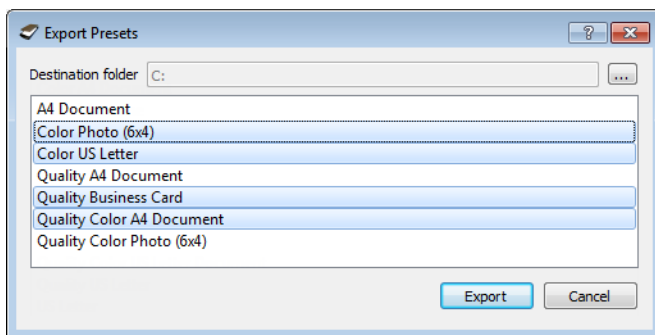 Export Presets
?
Destination folder C: ...
A4 Document
Color Photo (6x4)
Color US Letter
Quality A4 Document
Quality Business Card
Quality Color A4 Document
Quality Color Photo (6x4)
Export Cancel